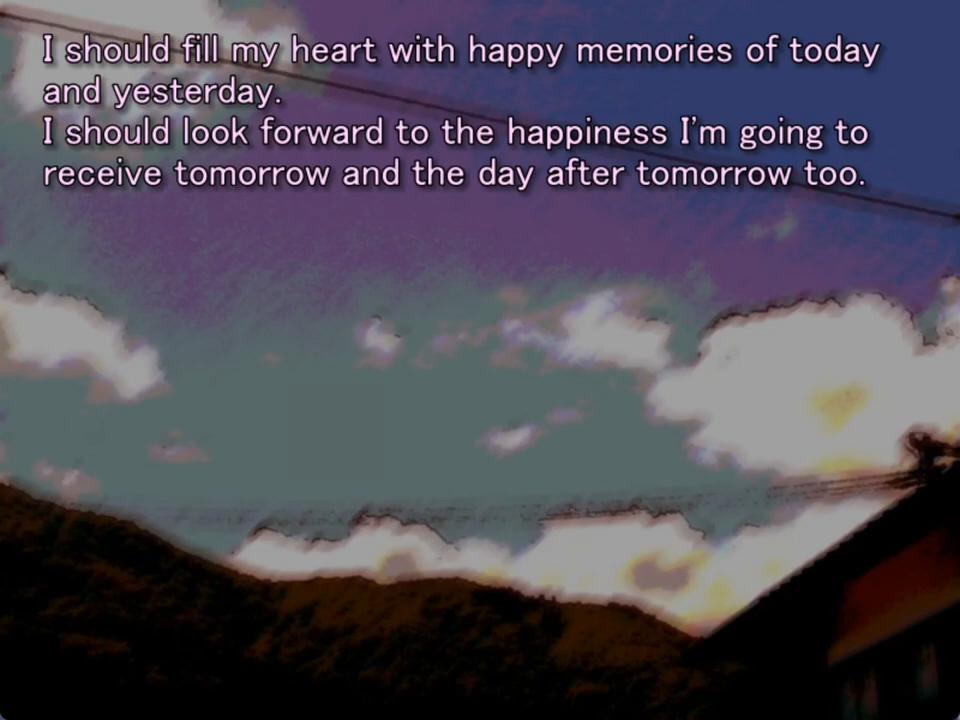 I should fill my heart with happy memories of today
and yesterday.
I should look forward to the happiness I'm going to
receive tomorrow and the day after tomorrow too.